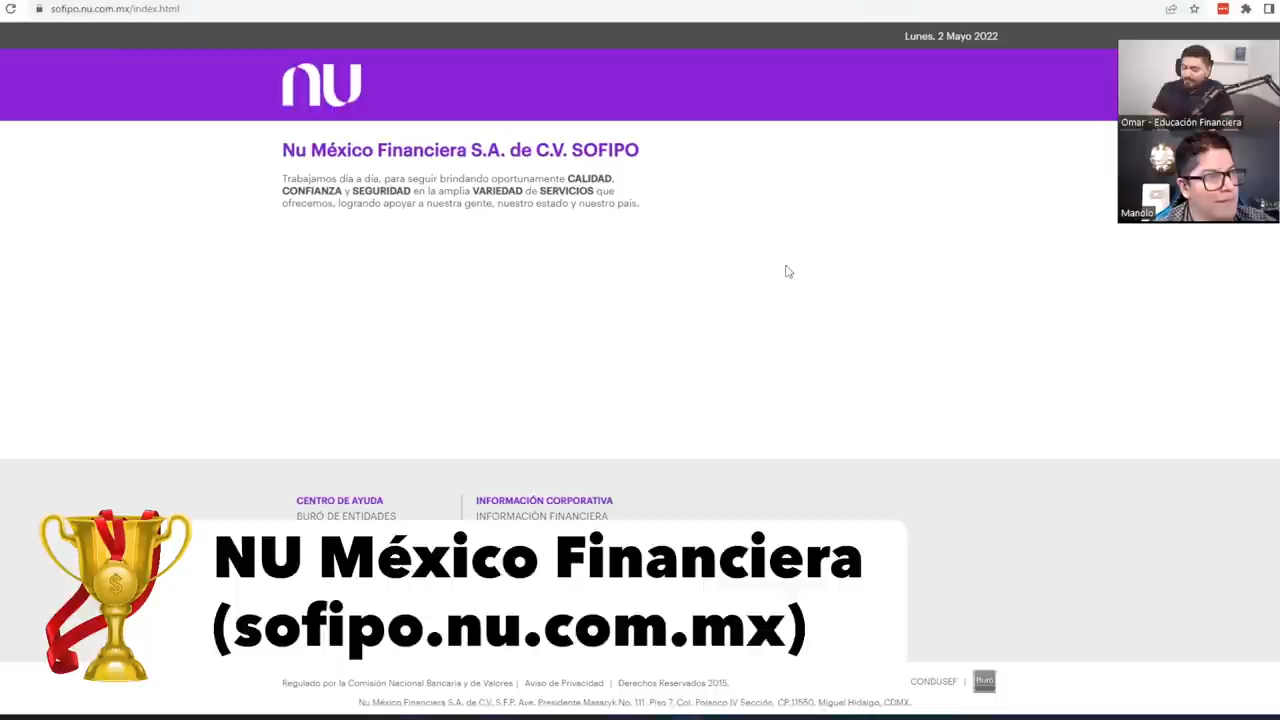 sofipo.nu.com.mx/index.html
Lunes. 2 Mayo 2022
nu
Omar - Educación Financiera
Manolo
Nu México Financiera S.A. de C.V. SOFIPO
Trabajamos día a día, para seguir brindando oportunamente CALIDAD,
CONFIANZA y SEGURIDAD en la amplia VARIEDAD de SERVICIOS que
ofrecemos, logrando apoyar a nuestra gente, nuestro estado y nuestro país.
CENTRO DE AYUDA
BURÓ DE ENTIDADES
INFORMACIÓN CORPORATIVA
INFORMACIÓN FINANCIERA
$
NU México Financiera
(sofipo.nu.com.mx)
Regulado por la Comisión Nacional Bancaria y de Valores | Aviso de Privacidad | Derechos Reservados 2015.
CONDUSEF | Buró
Nu México Financiera S.A. de C.V. S.F.P. Ave. Presidente Masaryk No. 111 .Piso 7, Col. Polanco IV Sección, CP.11550. Miguel Hidalgo, CDMX.